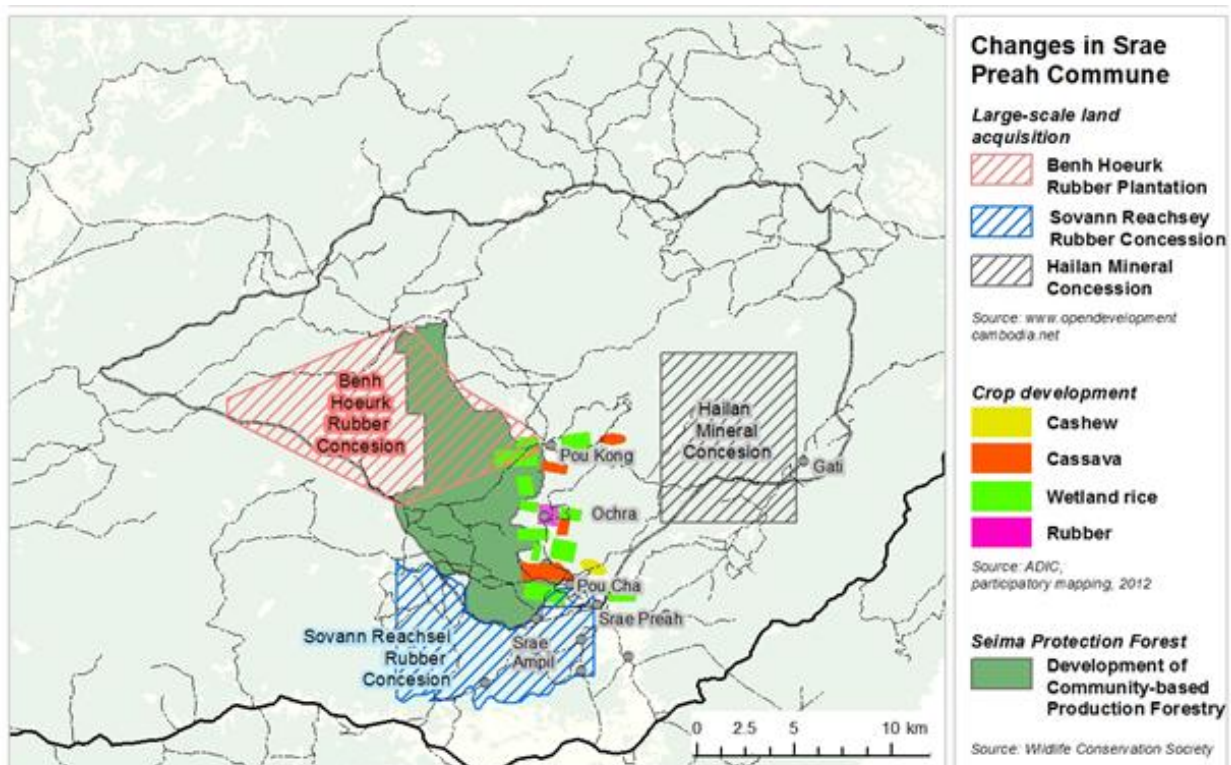 Benh
Hoeurk
Rubber
Concesion
Hailan
Mineral
Concesion
Pou Kong
Gati
Ochra
Pou Cha
Srae Preah
Srae
Ampil
Sovann Reachsei
Rubber
Concesion
0 2.5 5 10 km
Changes in Srae
Preah Commune
Large-scale land
acquisition
Benh Hoeurk
Rubber Plantation
Sovann Reachsey
Rubber Concession
Hailan Mineral
Concession
Source: www.opendevelopment
cambodia.net
Crop development
Cashew
Cassava
Wetland rice
Rubber
Source: ADIC,
participatory mapping, 2012
Seima Protection Forest
Development of
Community-based
Production Forestry
Source: Wildlife Conservation Society